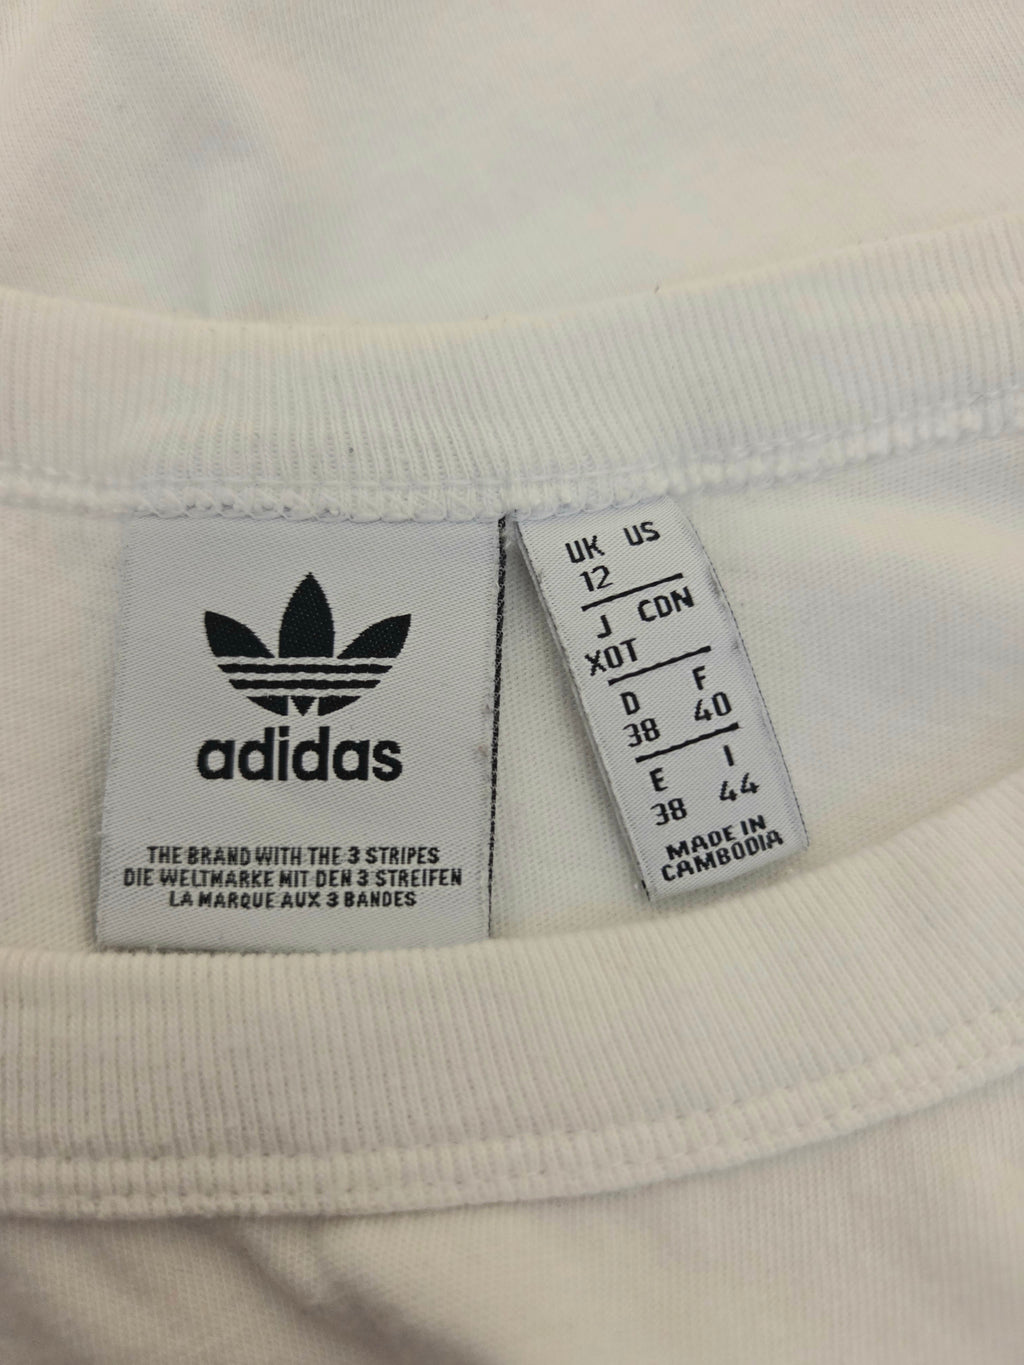 adidas
THE BRAND WITH THE 3 STRIPES
DIE WELTMARKE MIT DEN 3 STREIFEN
LA MARQUE AUX 3 BANDES
UK US
12
J CDN
XOT
D F
38 40
E I
38 44
MADE IN
CAMBODIA